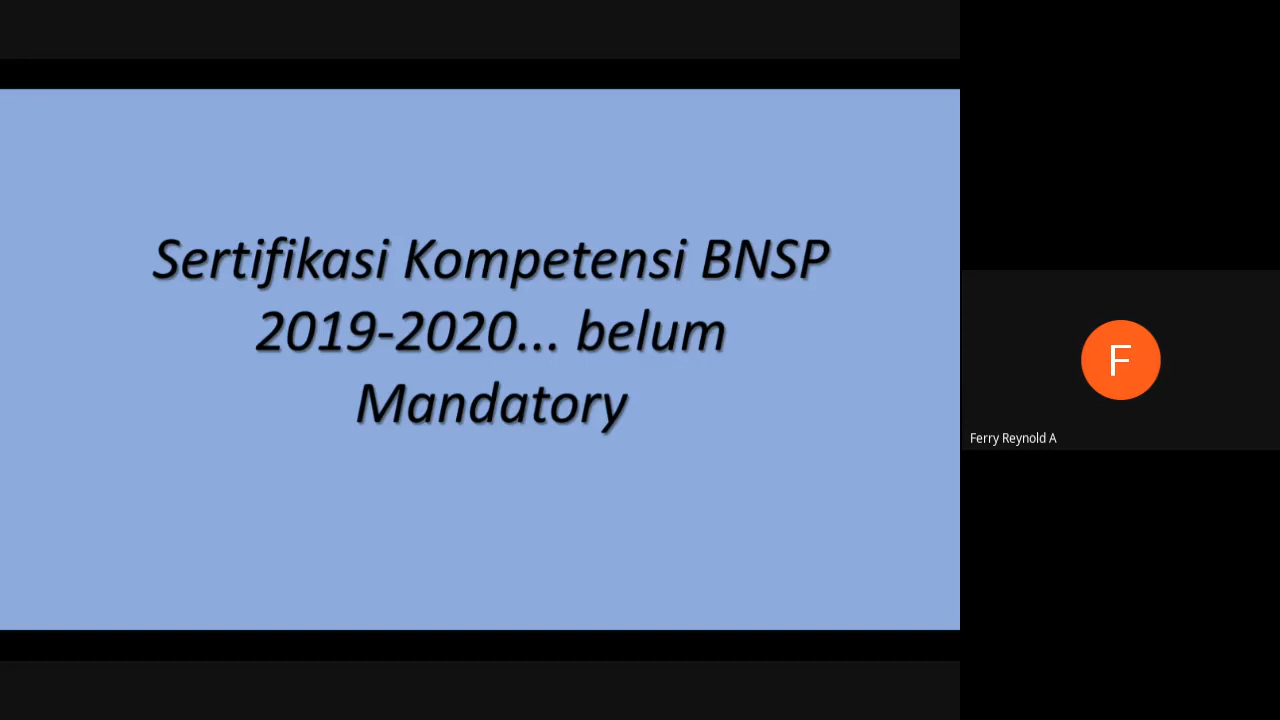 Sertifikasi Kompetensi BNSP
2019-2020... belum
Mandatory
F
Ferry Reynold A